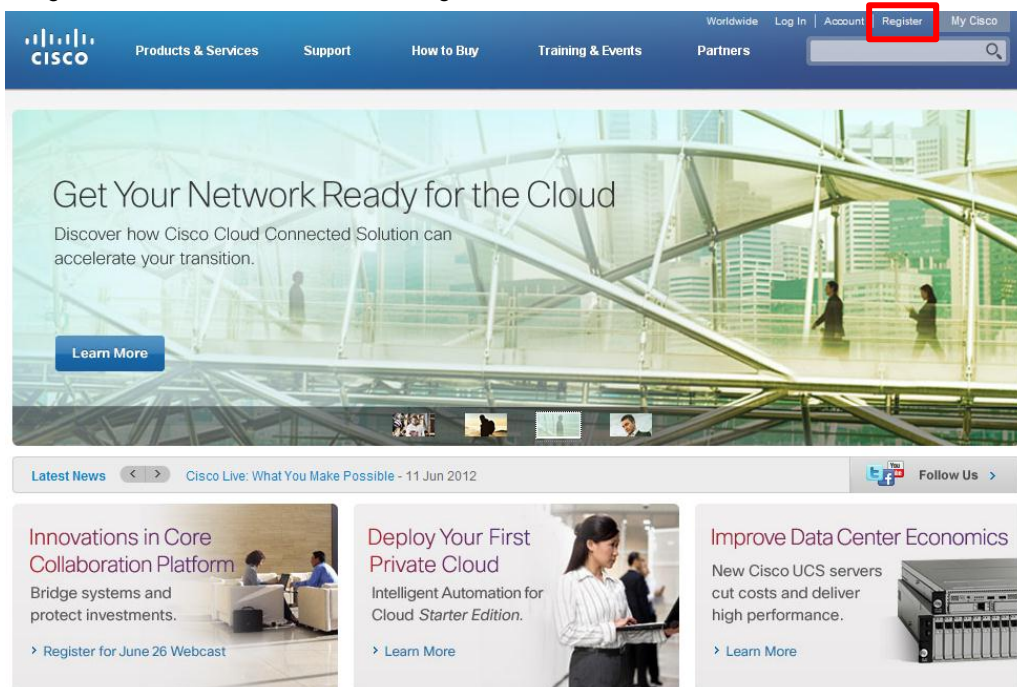 Worldwide Log In | Account | Register My Cisco
CISCO Products & Services Support How to Buy Training & Events Partners
Get Your Network Ready for the Cloud
Discover how Cisco Cloud Connected Solution can
accelerate your transition.
Learn More
Latest News < > Cisco Live: What You Make Possible - 11 Jun 2012
You
Follow Us >
Innovations in Core
Collaboration Platform
Bridge systems and
protect investments.
> Register for June 26 Webcast
Deploy Your First
Private Cloud
Intelligent Automation for
Cloud Starter Edition.
> Learn More
Improve Data Center Economics
New Cisco UCS servers
cut costs and deliver
high performance.
> Learn More